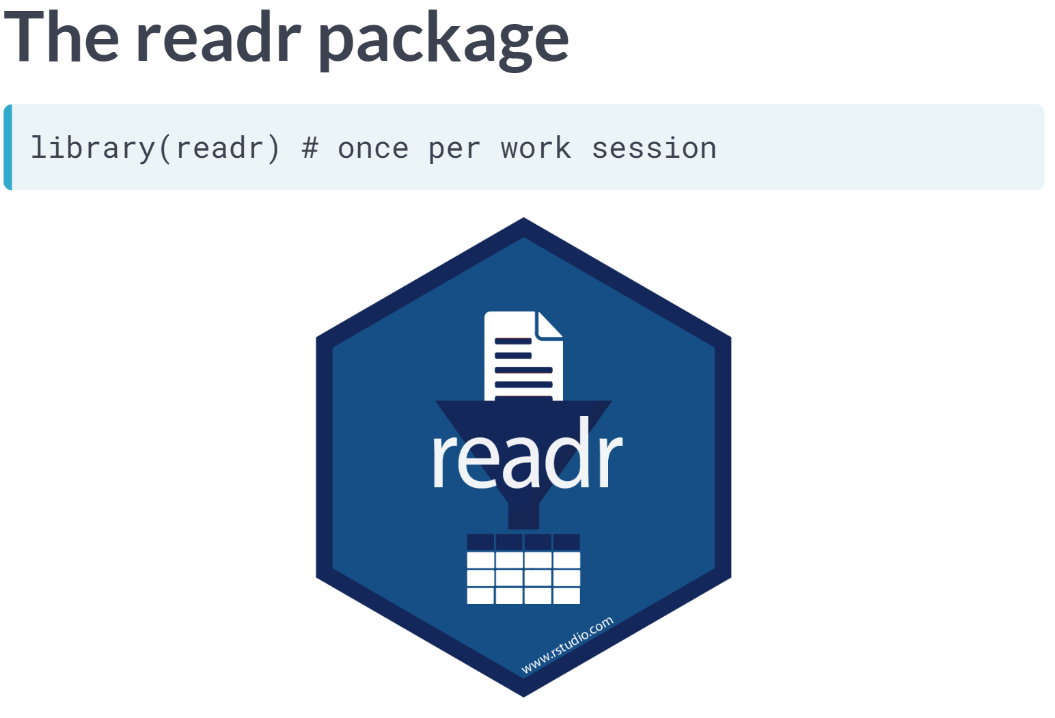 The readr package
library(readr) # once per work session
readr
www.rstudio.com